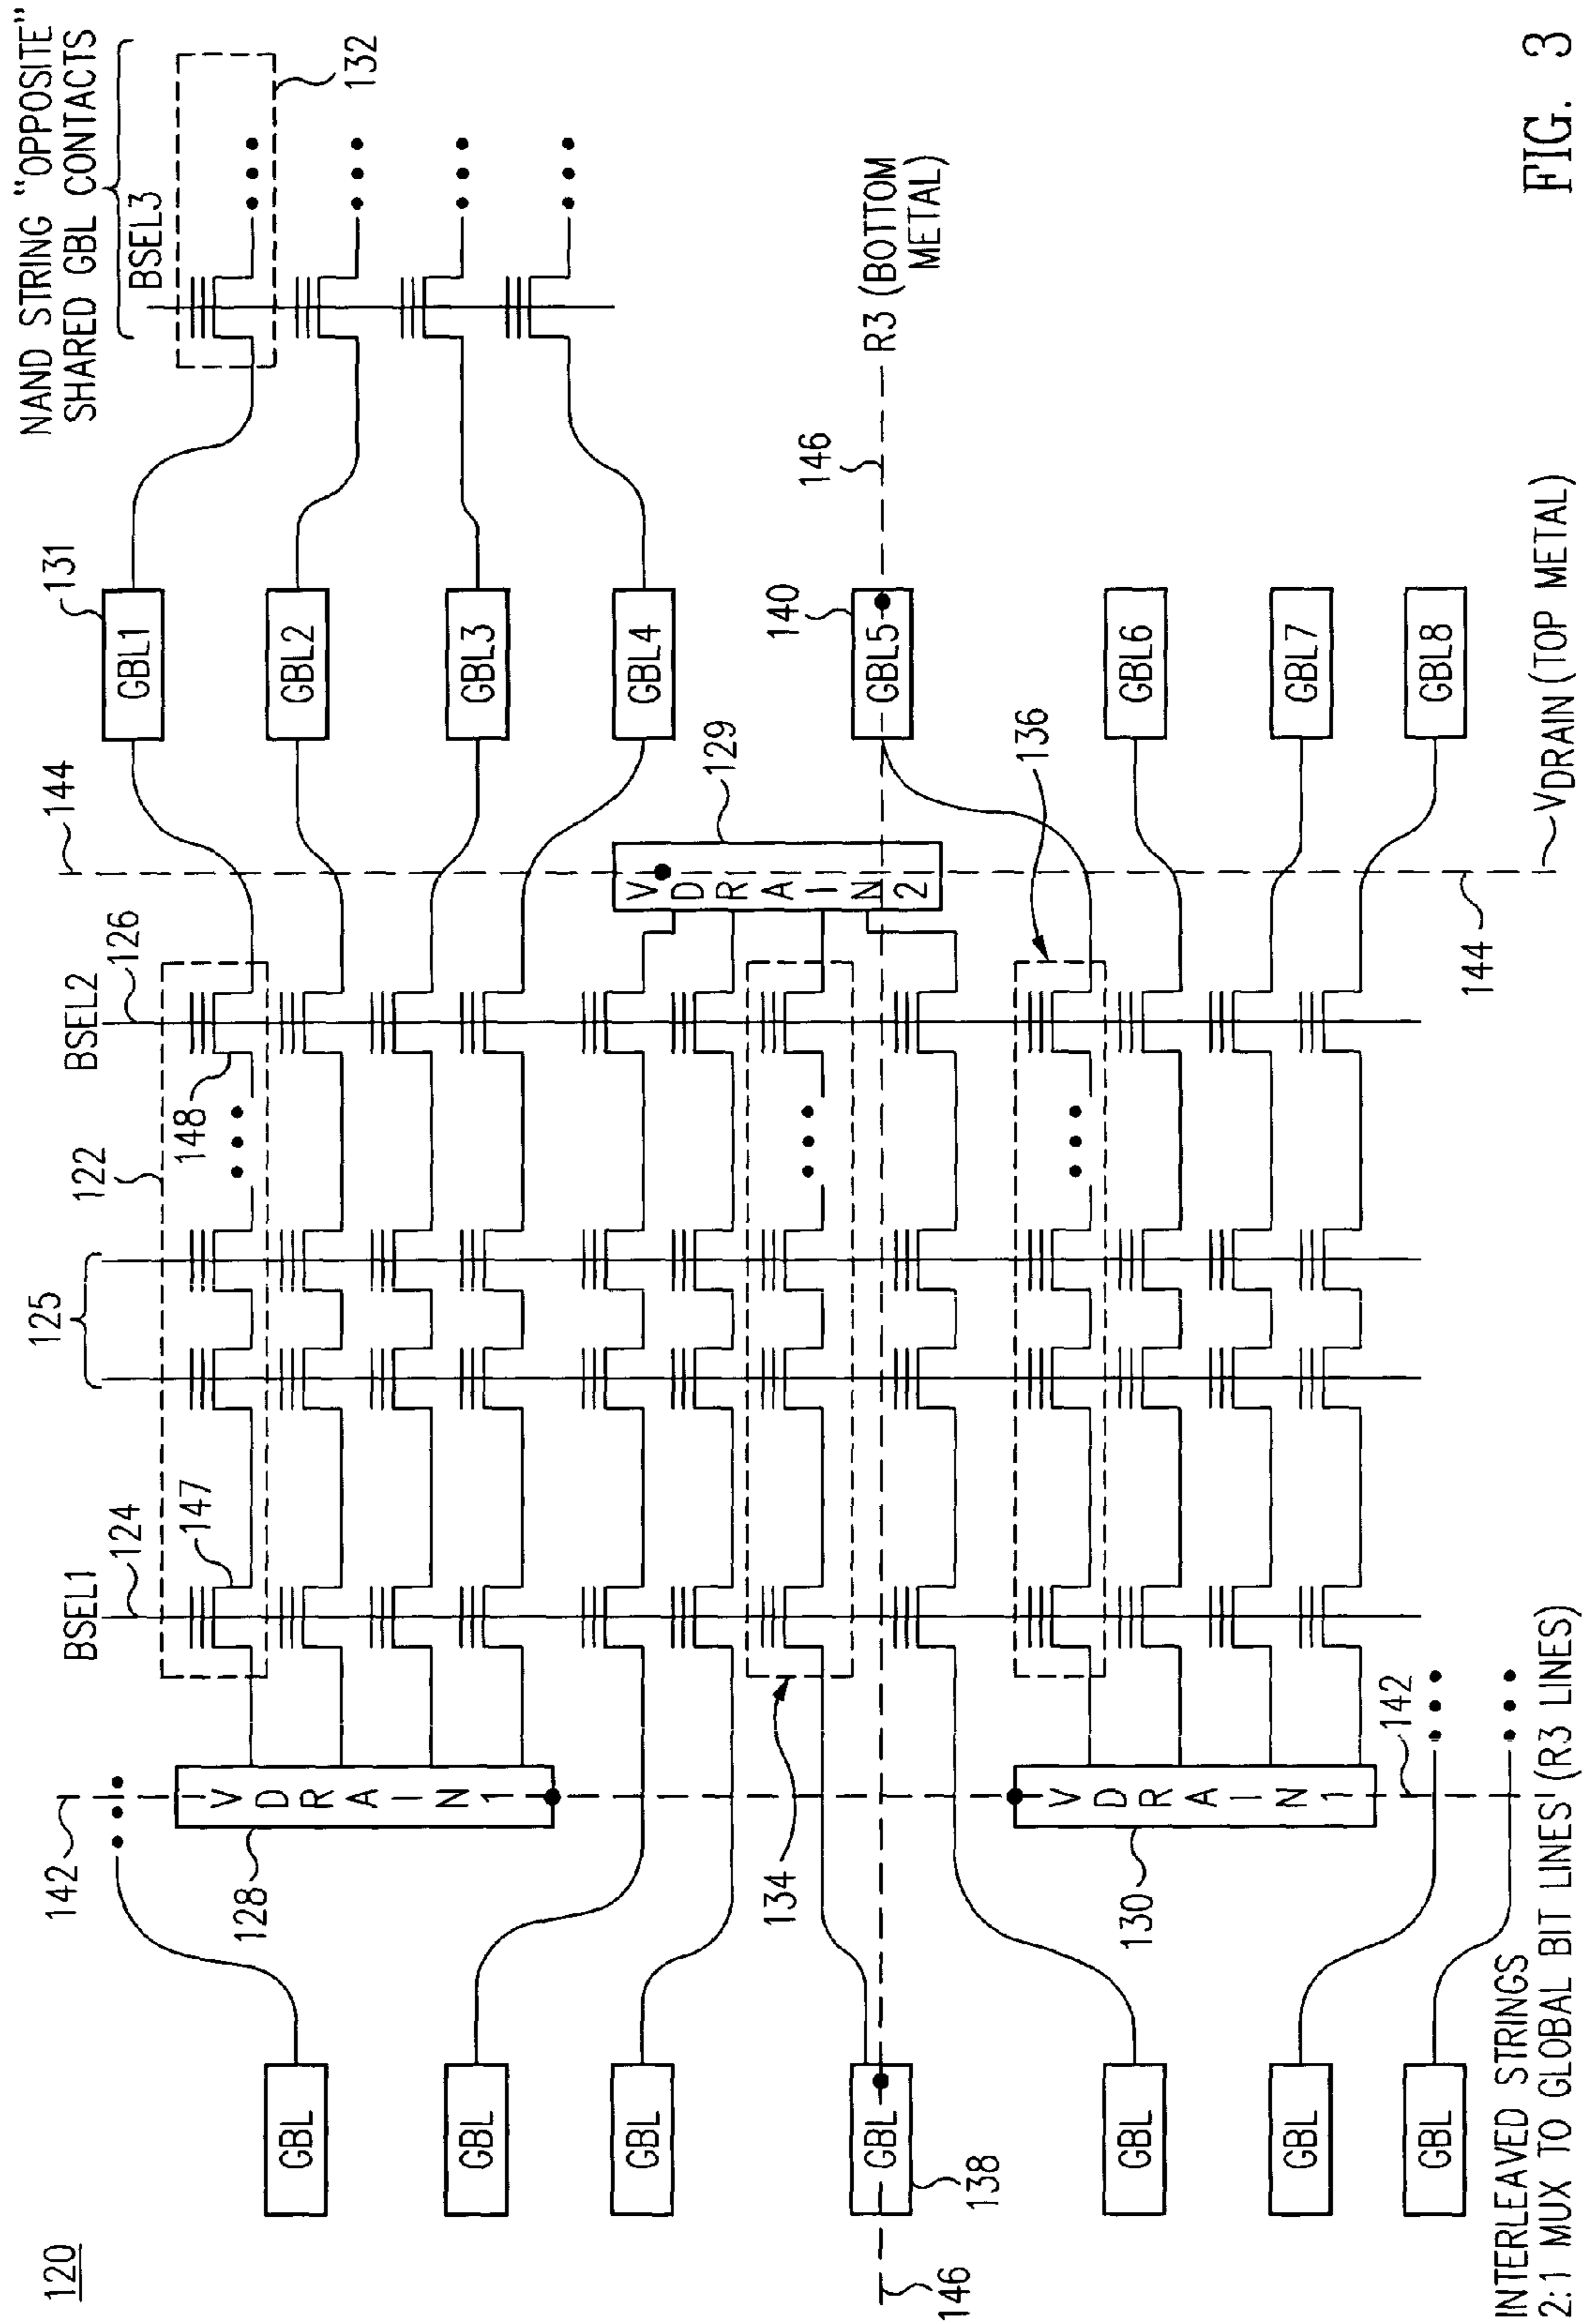 120
NAND STRING "OPPOSITE"
SHARED GBL CONTACTS
BSEL3
132
131
GBL1
GBL2
GBL3
GBL4
140
GBL5
GBL6
GBL7
GBL8
146
R3 (BOTTOM
METAL)
144
129
VDRAIN2
136
VDRAIN (TOP METAL)
144
BSEL2
126
122
148
125
BSEL1
124
147
142
128
VDRAIN1
134
130
VDRAIN1
142
GBL
GBL
GBL
GBL
138
GBL
GBL
GBL
146
INTERLEAVED STRINGS
2:1 MUX TO GLOBAL BIT LINES' (R3 LINES)
FIG. 3